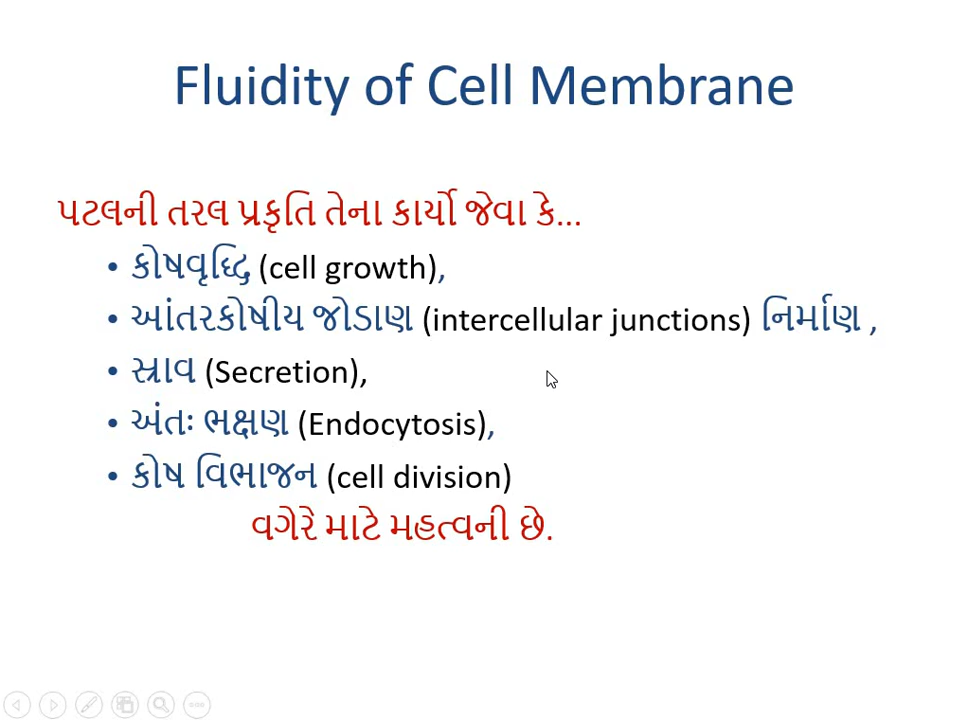 Fluidity of Cell Membrane
પટલની તરલ પ્રકૃતિ તેના કાર્યો જેવા કે...
• કોષવૃદ્ધિ (cell growth),
• આંતરકોષીય જોડાણ (intercellular junctions) નિર્માણ ,
• સ્રાવ (Secretion),
• અંતઃ ભક્ષણ (Endocytosis),
• કોષ વિભાજન (cell division)
વગેરે માટે મહત્વની છે.